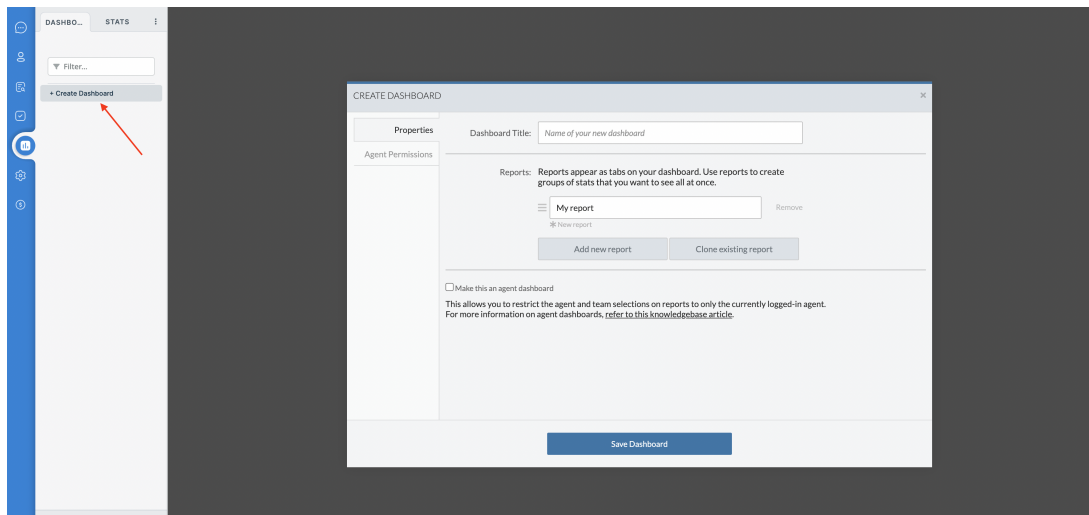 DASHBO...
STATS
Filter...
+ Create Dashboard
CREATE DASHBOARD
Properties
Agent Permissions
Dashboard Title:
Name of your new dashboard
Reports:
Reports appear as tabs on your dashboard. Use reports to create
groups of stats that you want to see all at once.
My report
Remove
✱ New report
Add new report
Clone existing report
Make this an agent dashboard
This allows you to restrict the agent and team selections on reports to only the currently logged-in agent.
For more information on agent dashboards, refer to this knowledgebase article.
Save Dashboard